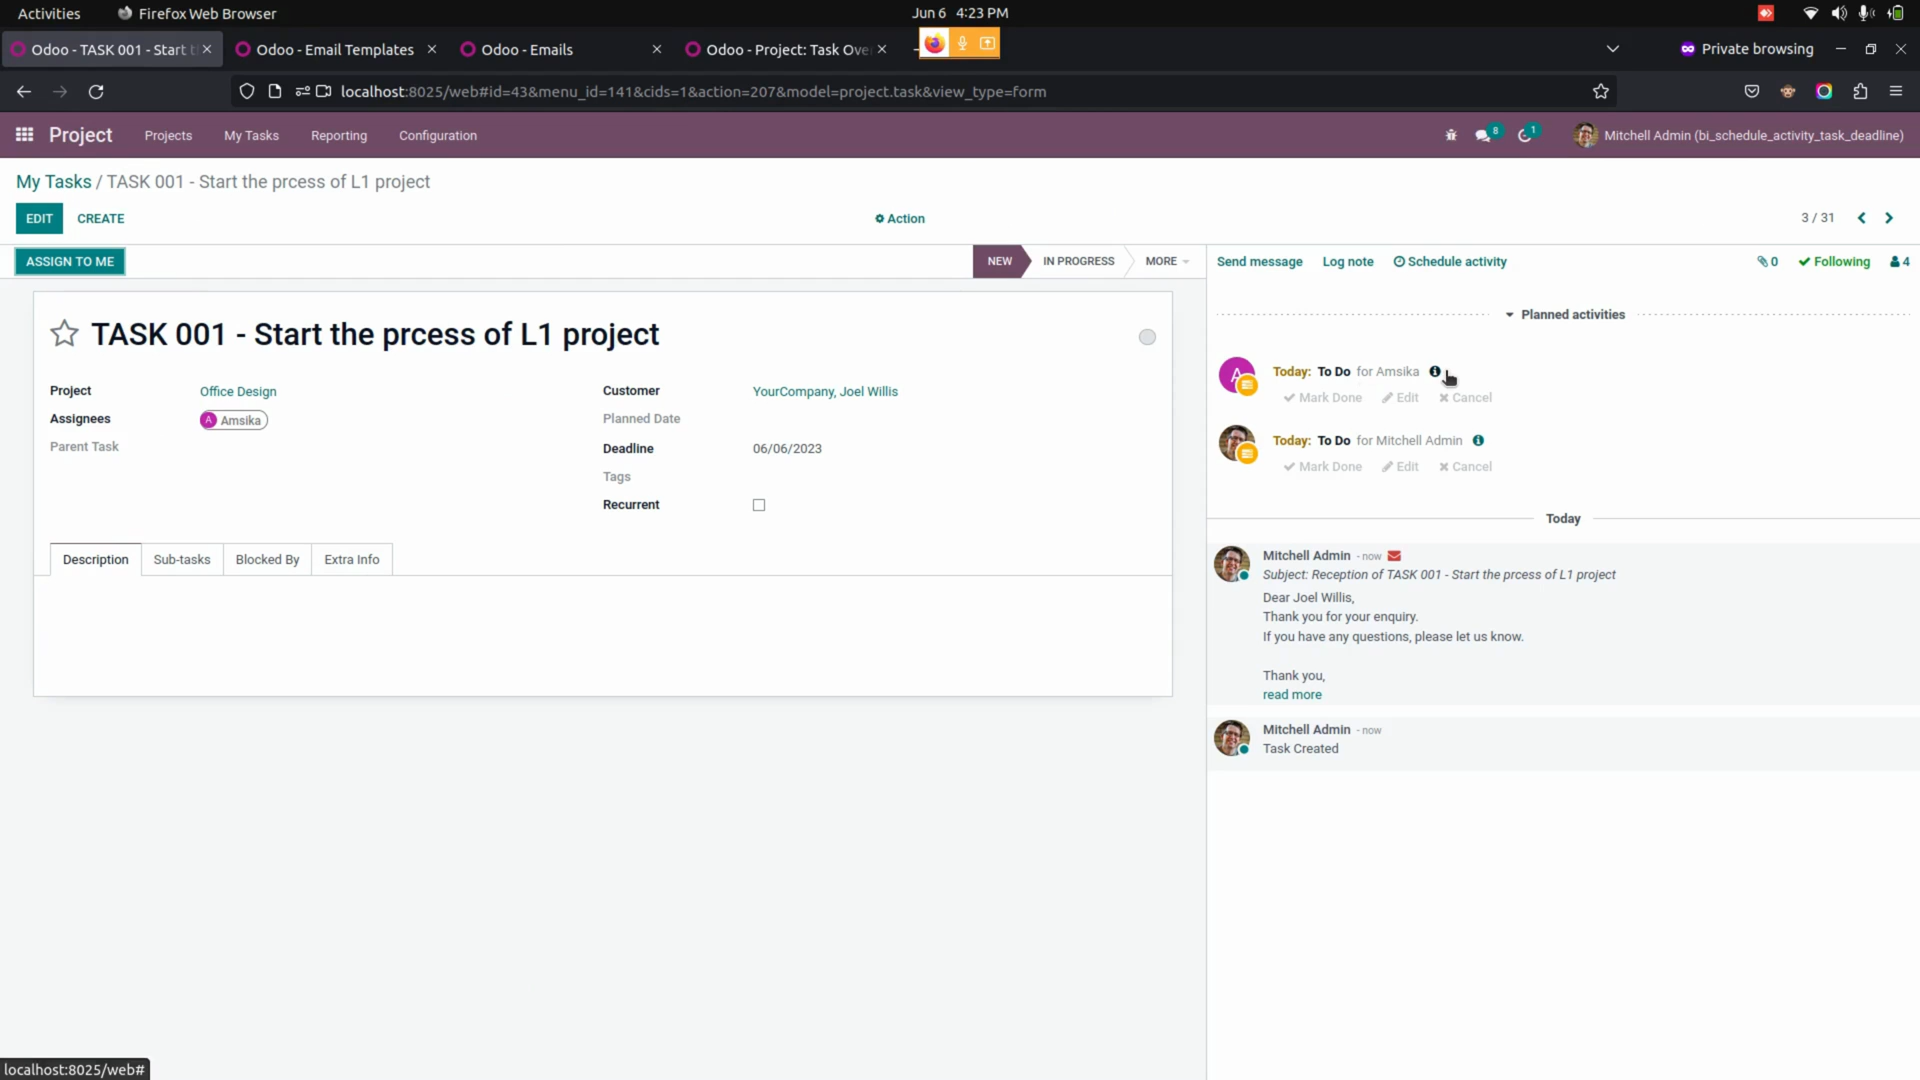 Activities
Firefox Web Browser
Jun 6 4:23 PM
Odoo - TASK 001 - Start
Odoo - Email Templates
Odoo - Emails
Odoo - Project: Task Ove
Private browsing
localhost:8025/web#id=43&menu_id=141&cids=1&action=207&model=project.task&view_type=form
Project
Projects
My Tasks
Reporting
Configuration
8
1
Mitchell Admin (bi_schedule_activity_task_deadline)
My Tasks / TASK 001 - Start the prcess of L1 project
EDIT
CREATE
Action
3 / 31
ASSIGN TO ME
NEW
IN PROGRESS
MORE
Send message
Log note
Schedule activity
0
Following
4
TASK 001 - Start the prcess of L1 project
Project
Office Design
Assignees
A Amsika
Parent Task
Customer
YourCompany, Joel Willis
Planned Date
Deadline
06/06/2023
Tags
Recurrent
Description
Sub-tasks
Blocked By
Extra Info
Planned activities
A
Today: To Do for Amsika
Mark Done
Edit
Cancel
Today: To Do for Mitchell Admin
Mark Done
Edit
Cancel
Today
Mitchell Admin - now
Subject: Reception of TASK 001 - Start the prcess of L1 project
Dear Joel Willis,
Thank you for your enquiry.
If you have any questions, please let us know.
Thank you,
read more
Mitchell Admin - now
Task Created
localhost:8025/web#